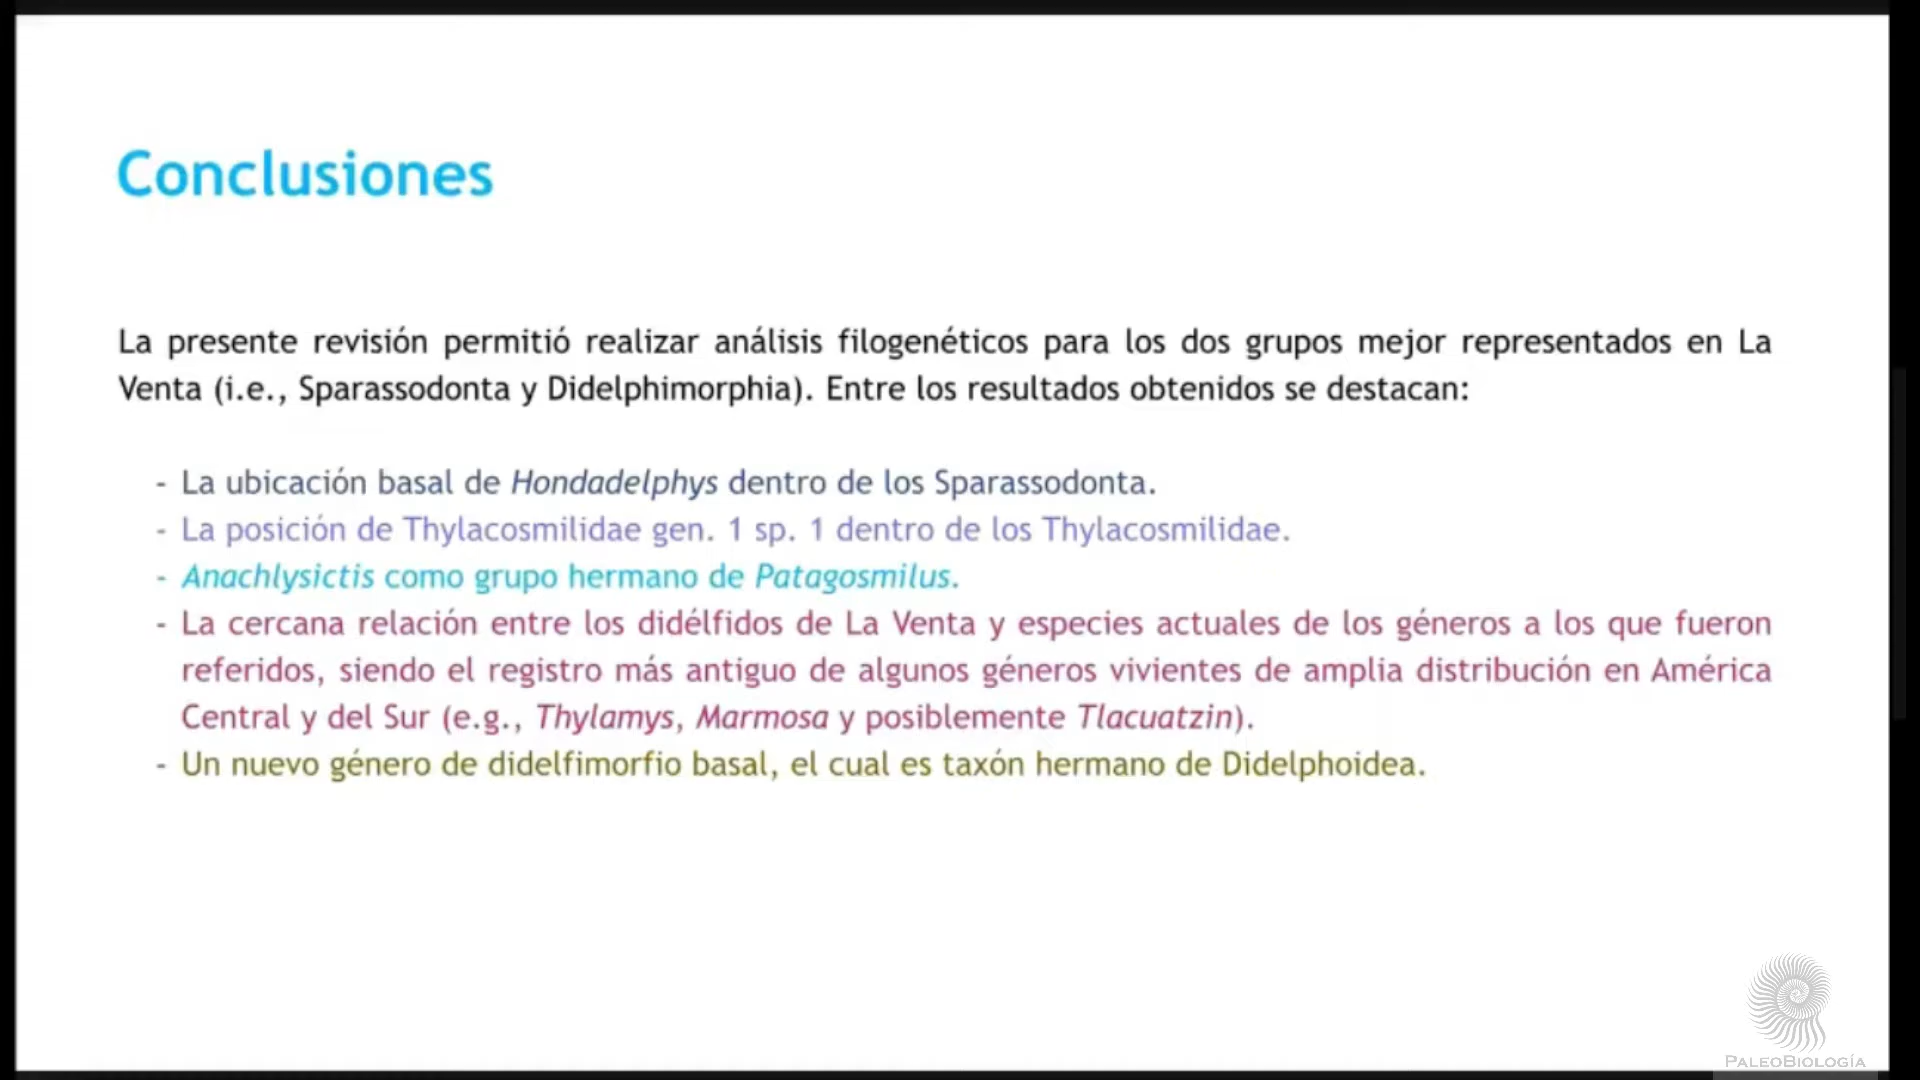 Conclusiones
La presente revisión permitió realizar análisis filogenéticos para los dos grupos mejor representados en La
Venta (i.e., Sparassodonta y Didelphimorphia). Entre los resultados obtenidos se destacan:
- La ubicación basal de Hondadelphys dentro de los Sparassodonta.
- La posición de Thylacosmilidae gen. 1 sp. 1 dentro de los Thylacosmilidae.
- Anachlysictis como grupo hermano de Patagosmilus.
- La cercana relación entre los didélfidos de La Venta y especies actuales de los géneros a los que fueron
referidos, siendo el registro más antiguo de algunos géneros vivientes de amplia distribución en América
Central y del Sur (e.g., Thylamys, Marmosa y posiblemente Tlacuatzin).
- Un nuevo género de didelfimorfio basal, el cual es taxón hermano de Didelphoidea.
PALEOBIOLOGÍA